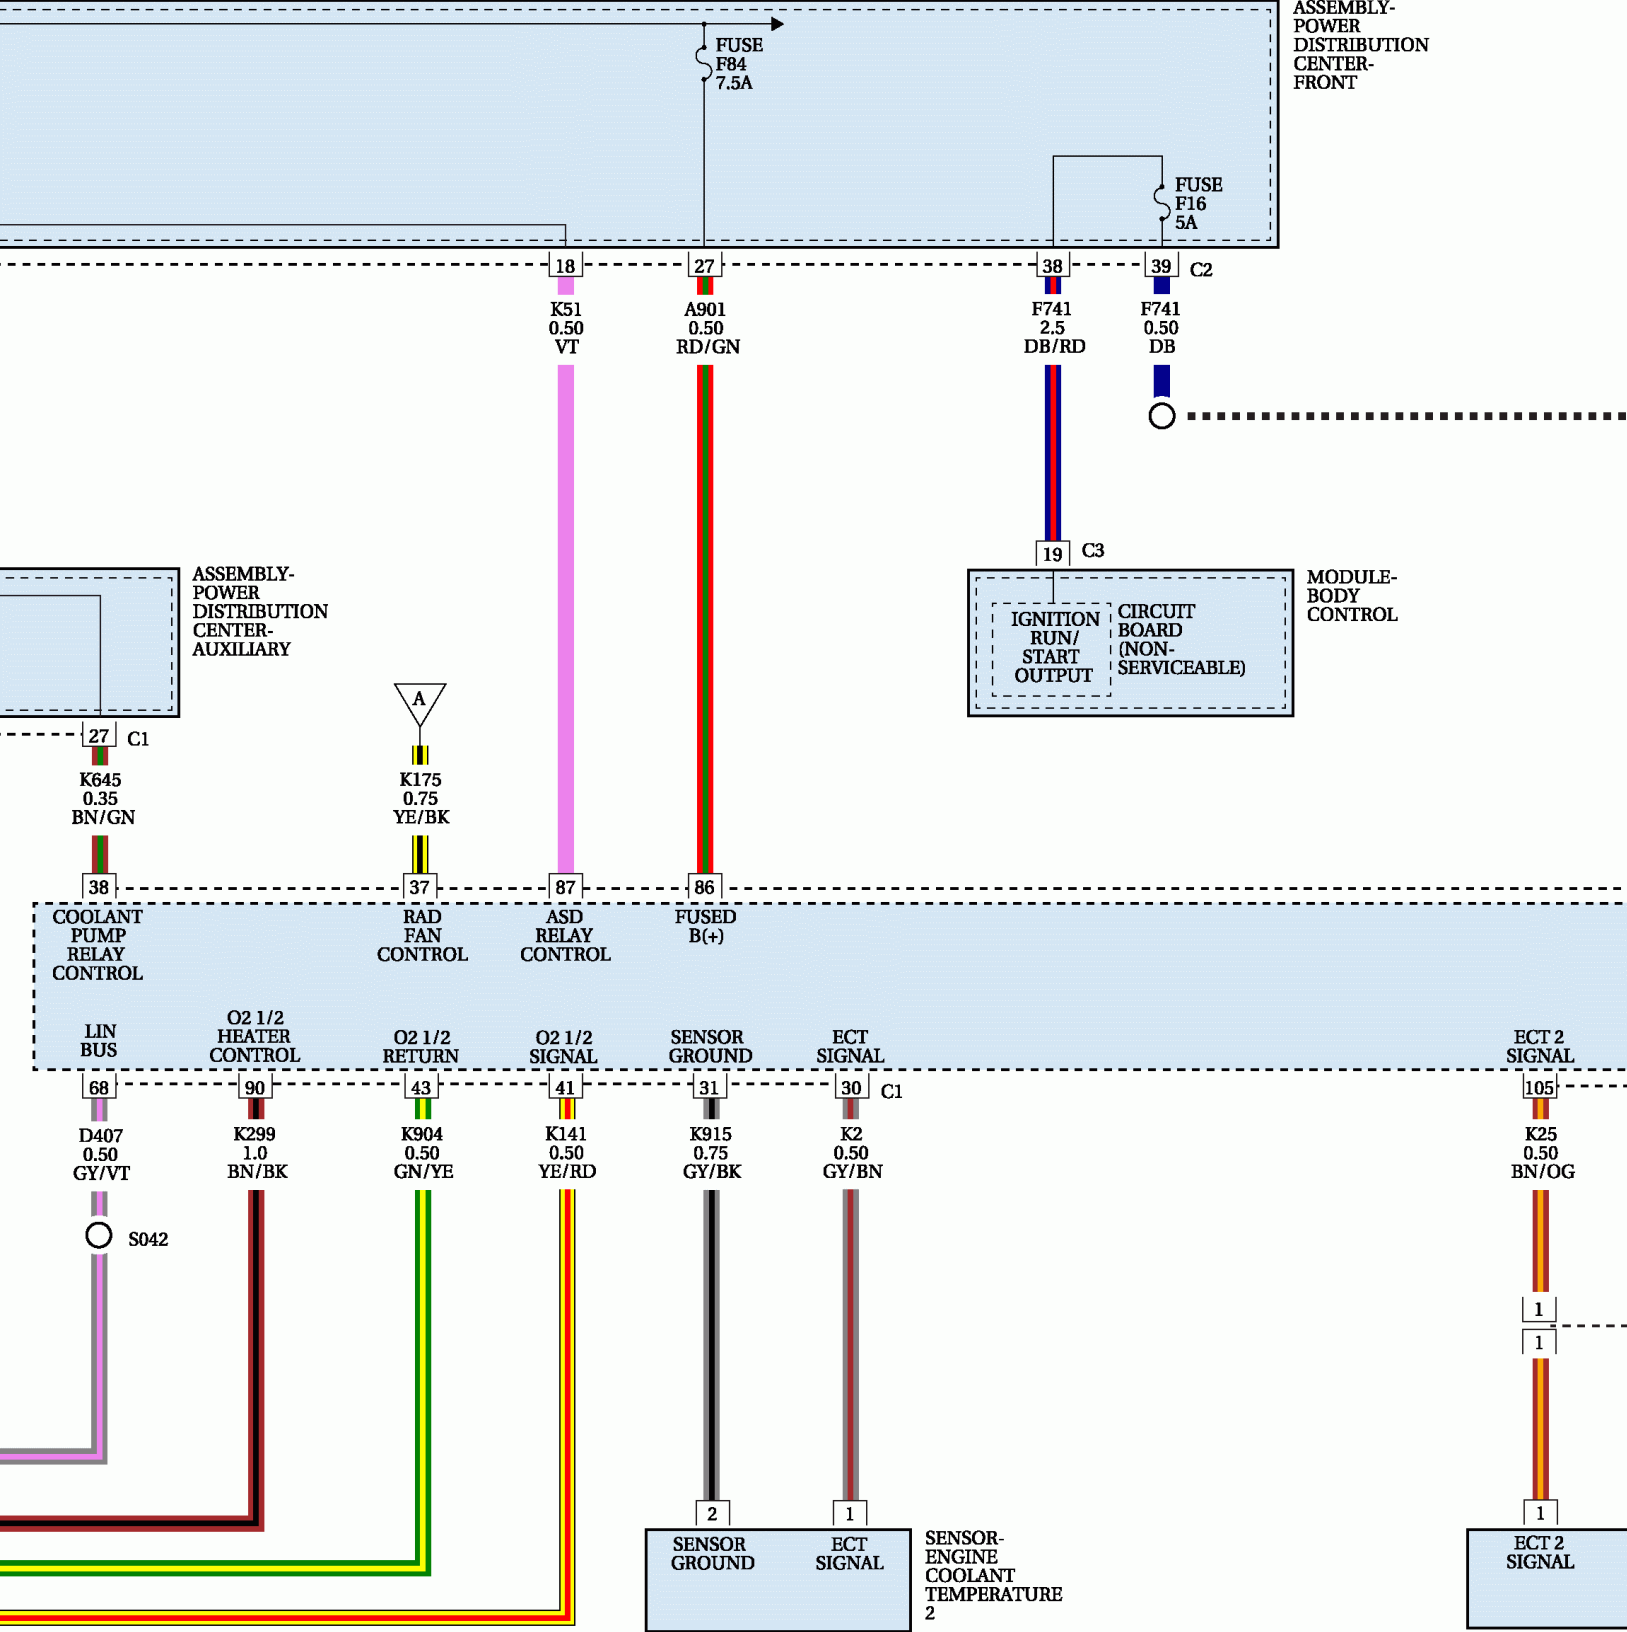 ASSEMBLY-
POWER
DISTRIBUTION
CENTER-
FRONT
FUSE
F84
7.5A
FUSE
F16
5A
18
27
38
39
C2
K51
0.50
VT
A901
0.50
RD/GN
F741
2.5
DB/RD
F741
0.50
DB
19
C3
ASSEMBLY-
POWER
DISTRIBUTION
CENTER-
AUXILIARY
IGNITION
RUN/
START
OUTPUT
CIRCUIT
BOARD
(NON-
SERVICEABLE)
MODULE-
BODY
CONTROL
A
27
C1
K645
0.35
BN/GN
K175
0.75
YE/BK
38
37
87
86
COOLANT
PUMP
RELAY
CONTROL
RAD
FAN
CONTROL
ASD
RELAY
CONTROL
FUSED
B(+)
LIN
BUS
O2 1/2
HEATER
CONTROL
O2 1/2
RETURN
O2 1/2
SIGNAL
SENSOR
GROUND
ECT
SIGNAL
ECT 2
SIGNAL
68
90
43
41
31
30
C1
105
D407
0.50
GY/VT
K299
1.0
BN/BK
K904
0.50
GN/YE
K141
0.50
YE/RD
K915
0.75
GY/BK
K2
0.50
GY/BN
K25
0.50
BN/OG
S042
1
1
2
1
1
SENSOR
GROUND
ECT
SIGNAL
SENSOR-
ENGINE
COOLANT
TEMPERATURE
2
ECT 2
SIGNAL